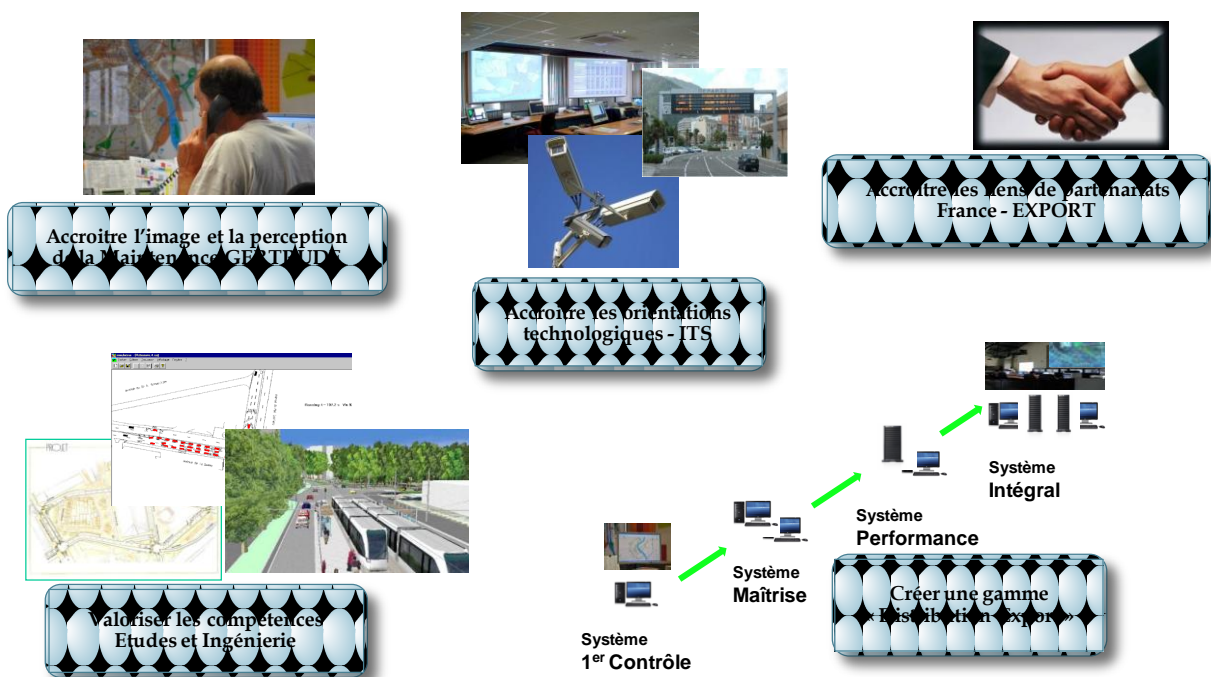 Accroitre l’image et la perception
de la Maintenance GERTRUDE
Accroitre les orientations
technologiques - ITS
Accroitre les liens de partenariats
France - EXPORT
PROJET
Valoriser les compétences
Etudes et Ingénierie
Système
1er Contrôle
Système
Maîtrise
Système
Performance
Système
Intégral
Créer une gamme
« Distribution Export »